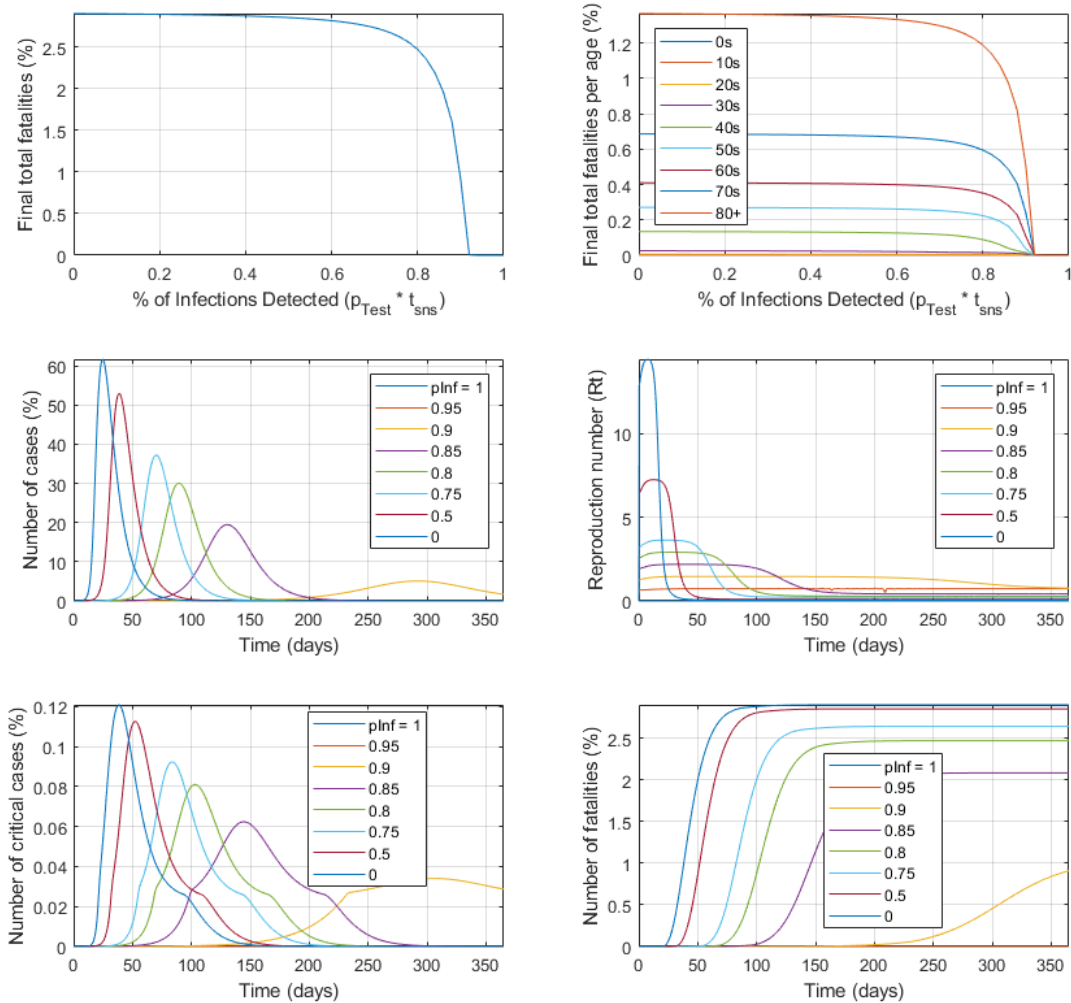 Final total fatalities (%)
2.5
2
1.5
1
0.5
0
0 0.2 0.4 0.6 0.8 1
% of Infections Detected (pTest * tsns)
Final total fatalities per age (%)
1.2
1
0.8
0.6
0.4
0.2
0
0s
10s
20s
30s
40s
50s
60s
70s
80+
0 0.2 0.4 0.6 0.8 1
% of Infections Detected (pTest * tsns)
Number of cases (%)
60
50
40
30
20
10
0
pInf = 1
0.95
0.9
0.85
0.8
0.75
0.5
0
0 50 100 150 200 250 300 350
Time (days)
Reproduction number (Rt)
10
5
0
pInf = 1
0.95
0.9
0.85
0.8
0.75
0.5
0
0 50 100 150 200 250 300 350
Time (days)
Number of critical cases (%)
0.12
0.1
0.08
0.06
0.04
0.02
0
pInf = 1
0.95
0.9
0.85
0.8
0.75
0.5
0
0 50 100 150 200 250 300 350
Time (days)
Number of fatalities (%)
2.5
2
1.5
1
0.5
0
pInf = 1
0.95
0.9
0.85
0.8
0.75
0.5
0
0 50 100 150 200 250 300 350
Time (days)